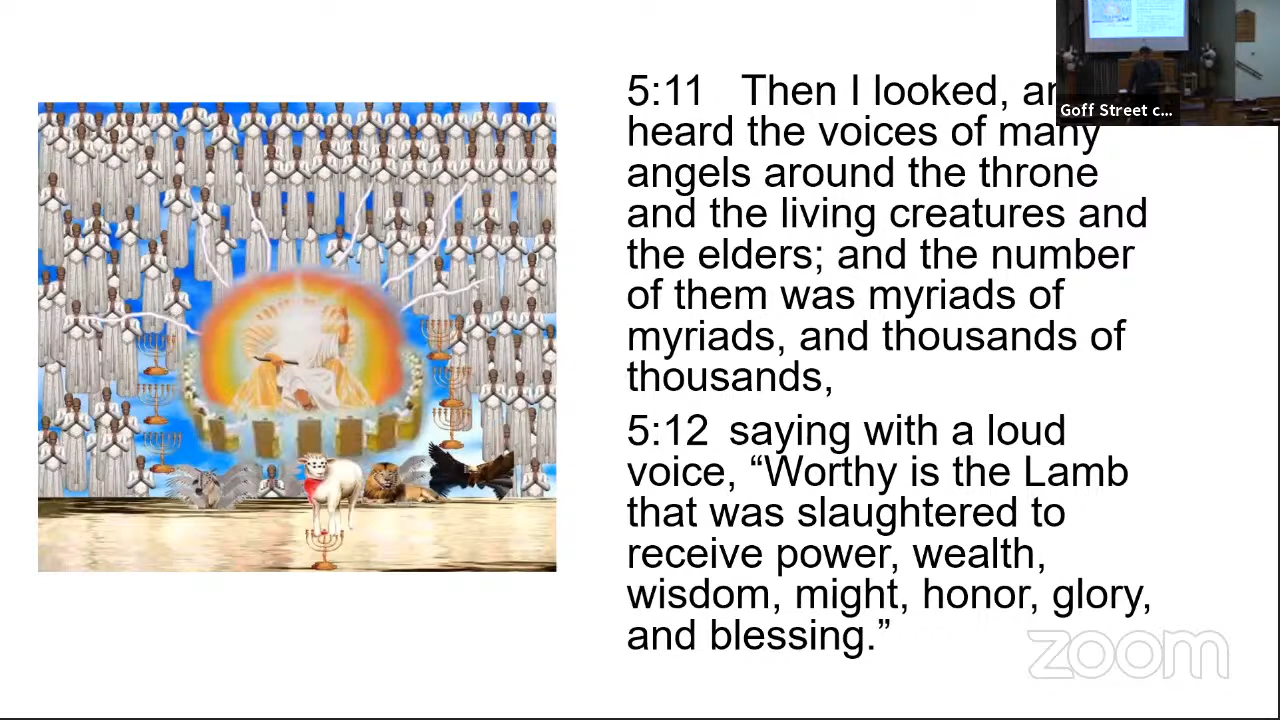 5:11 Then I looked, an
heard the voices of many
angels around the throne
and the living creatures and
the elders; and the number
of them was myriads of
myriads, and thousands of
thousands,
5:12 saying with a loud
voice, “Worthy is the Lamb
that was slaughtered to
receive power, wealth,
wisdom, might, honor, glory,
and blessing.”
Goff Street c...
zoom